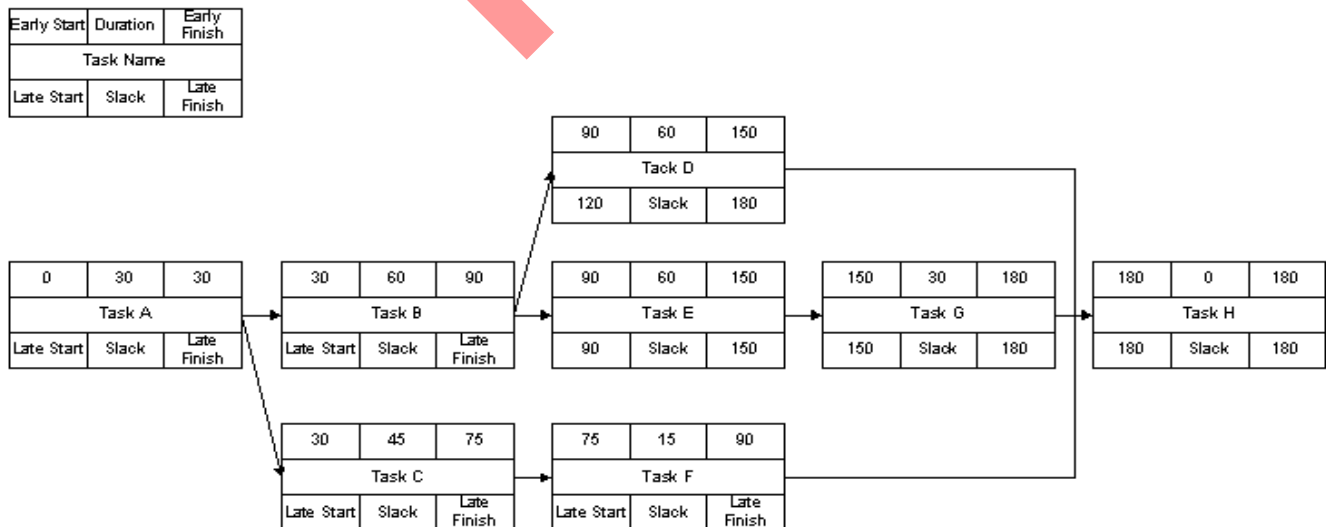 Early Start Duration Early Finish
Task Name
Late Start Slack Late Finish
90 60 150
Tack D
120 Slack 180
0 30 30
Task A
Late Start Slack Late Finish
30 60 90
Task B
Late Start Slack Late Finish
90 60 150
Task E
90 Slack 150
150 30 180
Task G
150 Slack 180
180 0 180
Task H
180 Slack 180
30 45 75
Task C
Late Start Slack Late Finish
75 15 90
Task F
Late Start Slack Late Finish